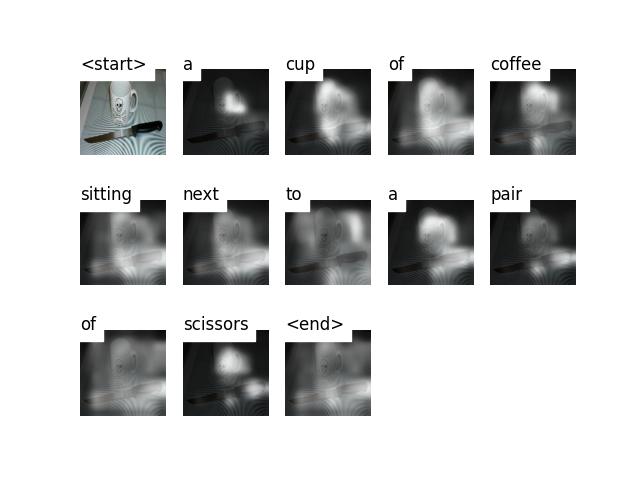 <start> a cup of coffee
sitting next to a pair
of scissors <end>